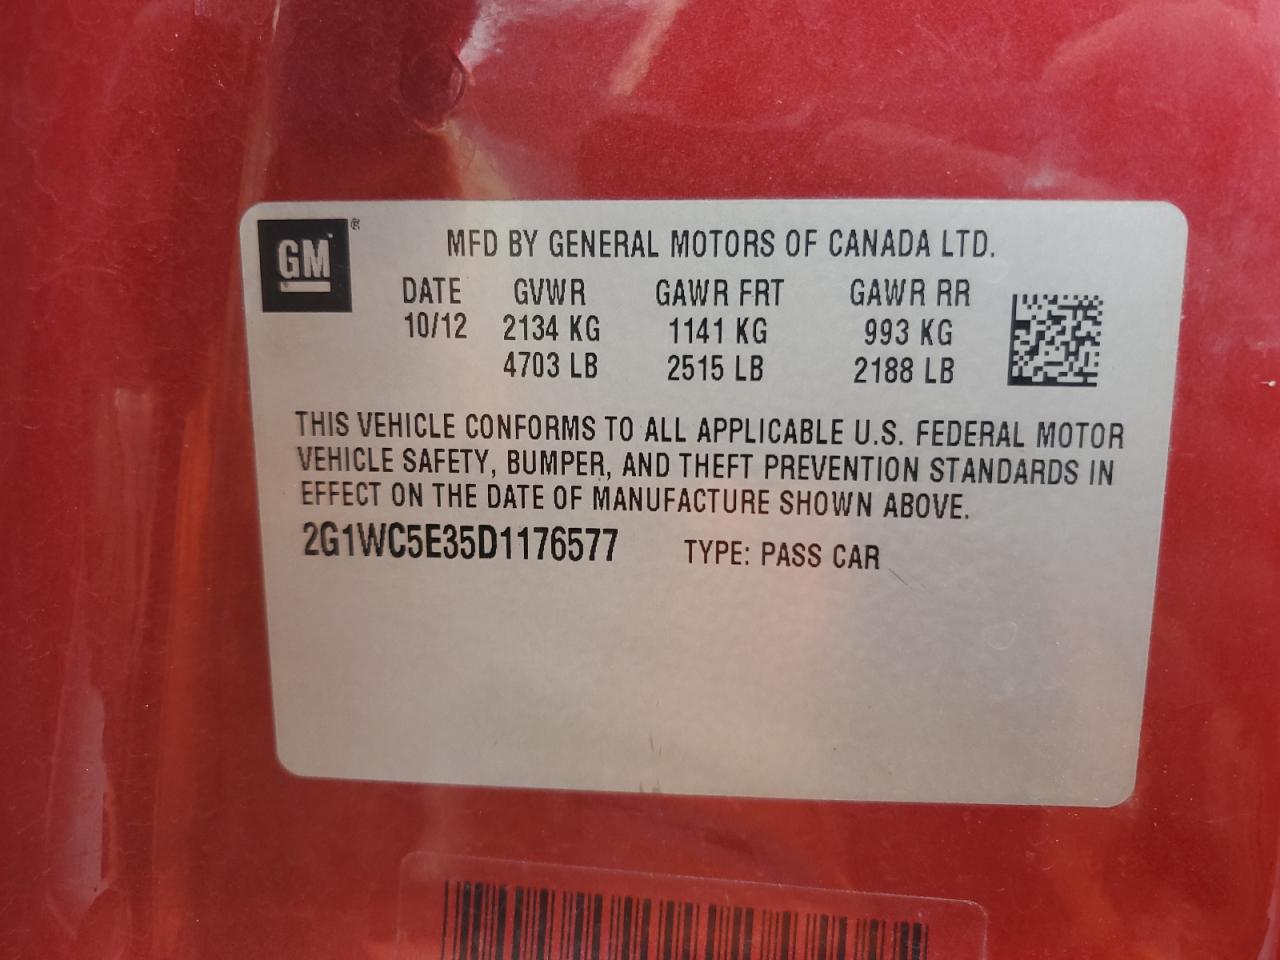 GM ®
MFD BY GENERAL MOTORS OF CANADA LTD.
DATE GVWR GAWR FRT GAWR RR
10/12 2134 KG 1141 KG 993 KG
4703 LB 2515 LB 2188 LB
THIS VEHICLE CONFORMS TO ALL APPLICABLE U.S. FEDERAL MOTOR
VEHICLE SAFETY, BUMPER, AND THEFT PREVENTION STANDARDS IN
EFFECT ON THE DATE OF MANUFACTURE SHOWN ABOVE.
2G1WC5E35D1176577 TYPE: PASS CAR